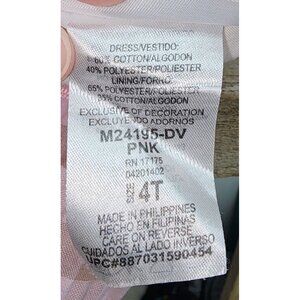 DRESS/VESTIDO:
60% COTTON/ALGODON
40% POLYESTER/POLIESTER
LINING/FORRO:
65% POLYESTER/POLIESTER
35% COTTON/ALGODON
EXCLUSIVE OF DECORATION
EXCLUYENDO ADORNOS
M24195-DV
PNK
RN 17175
04201402
SIZE 4T
MADE IN PHILIPPINES
HECHO EN FILIPINAS
CARE ON REVERSE
CUIDADOS AL LADO INVERSO
UPC#887031590454